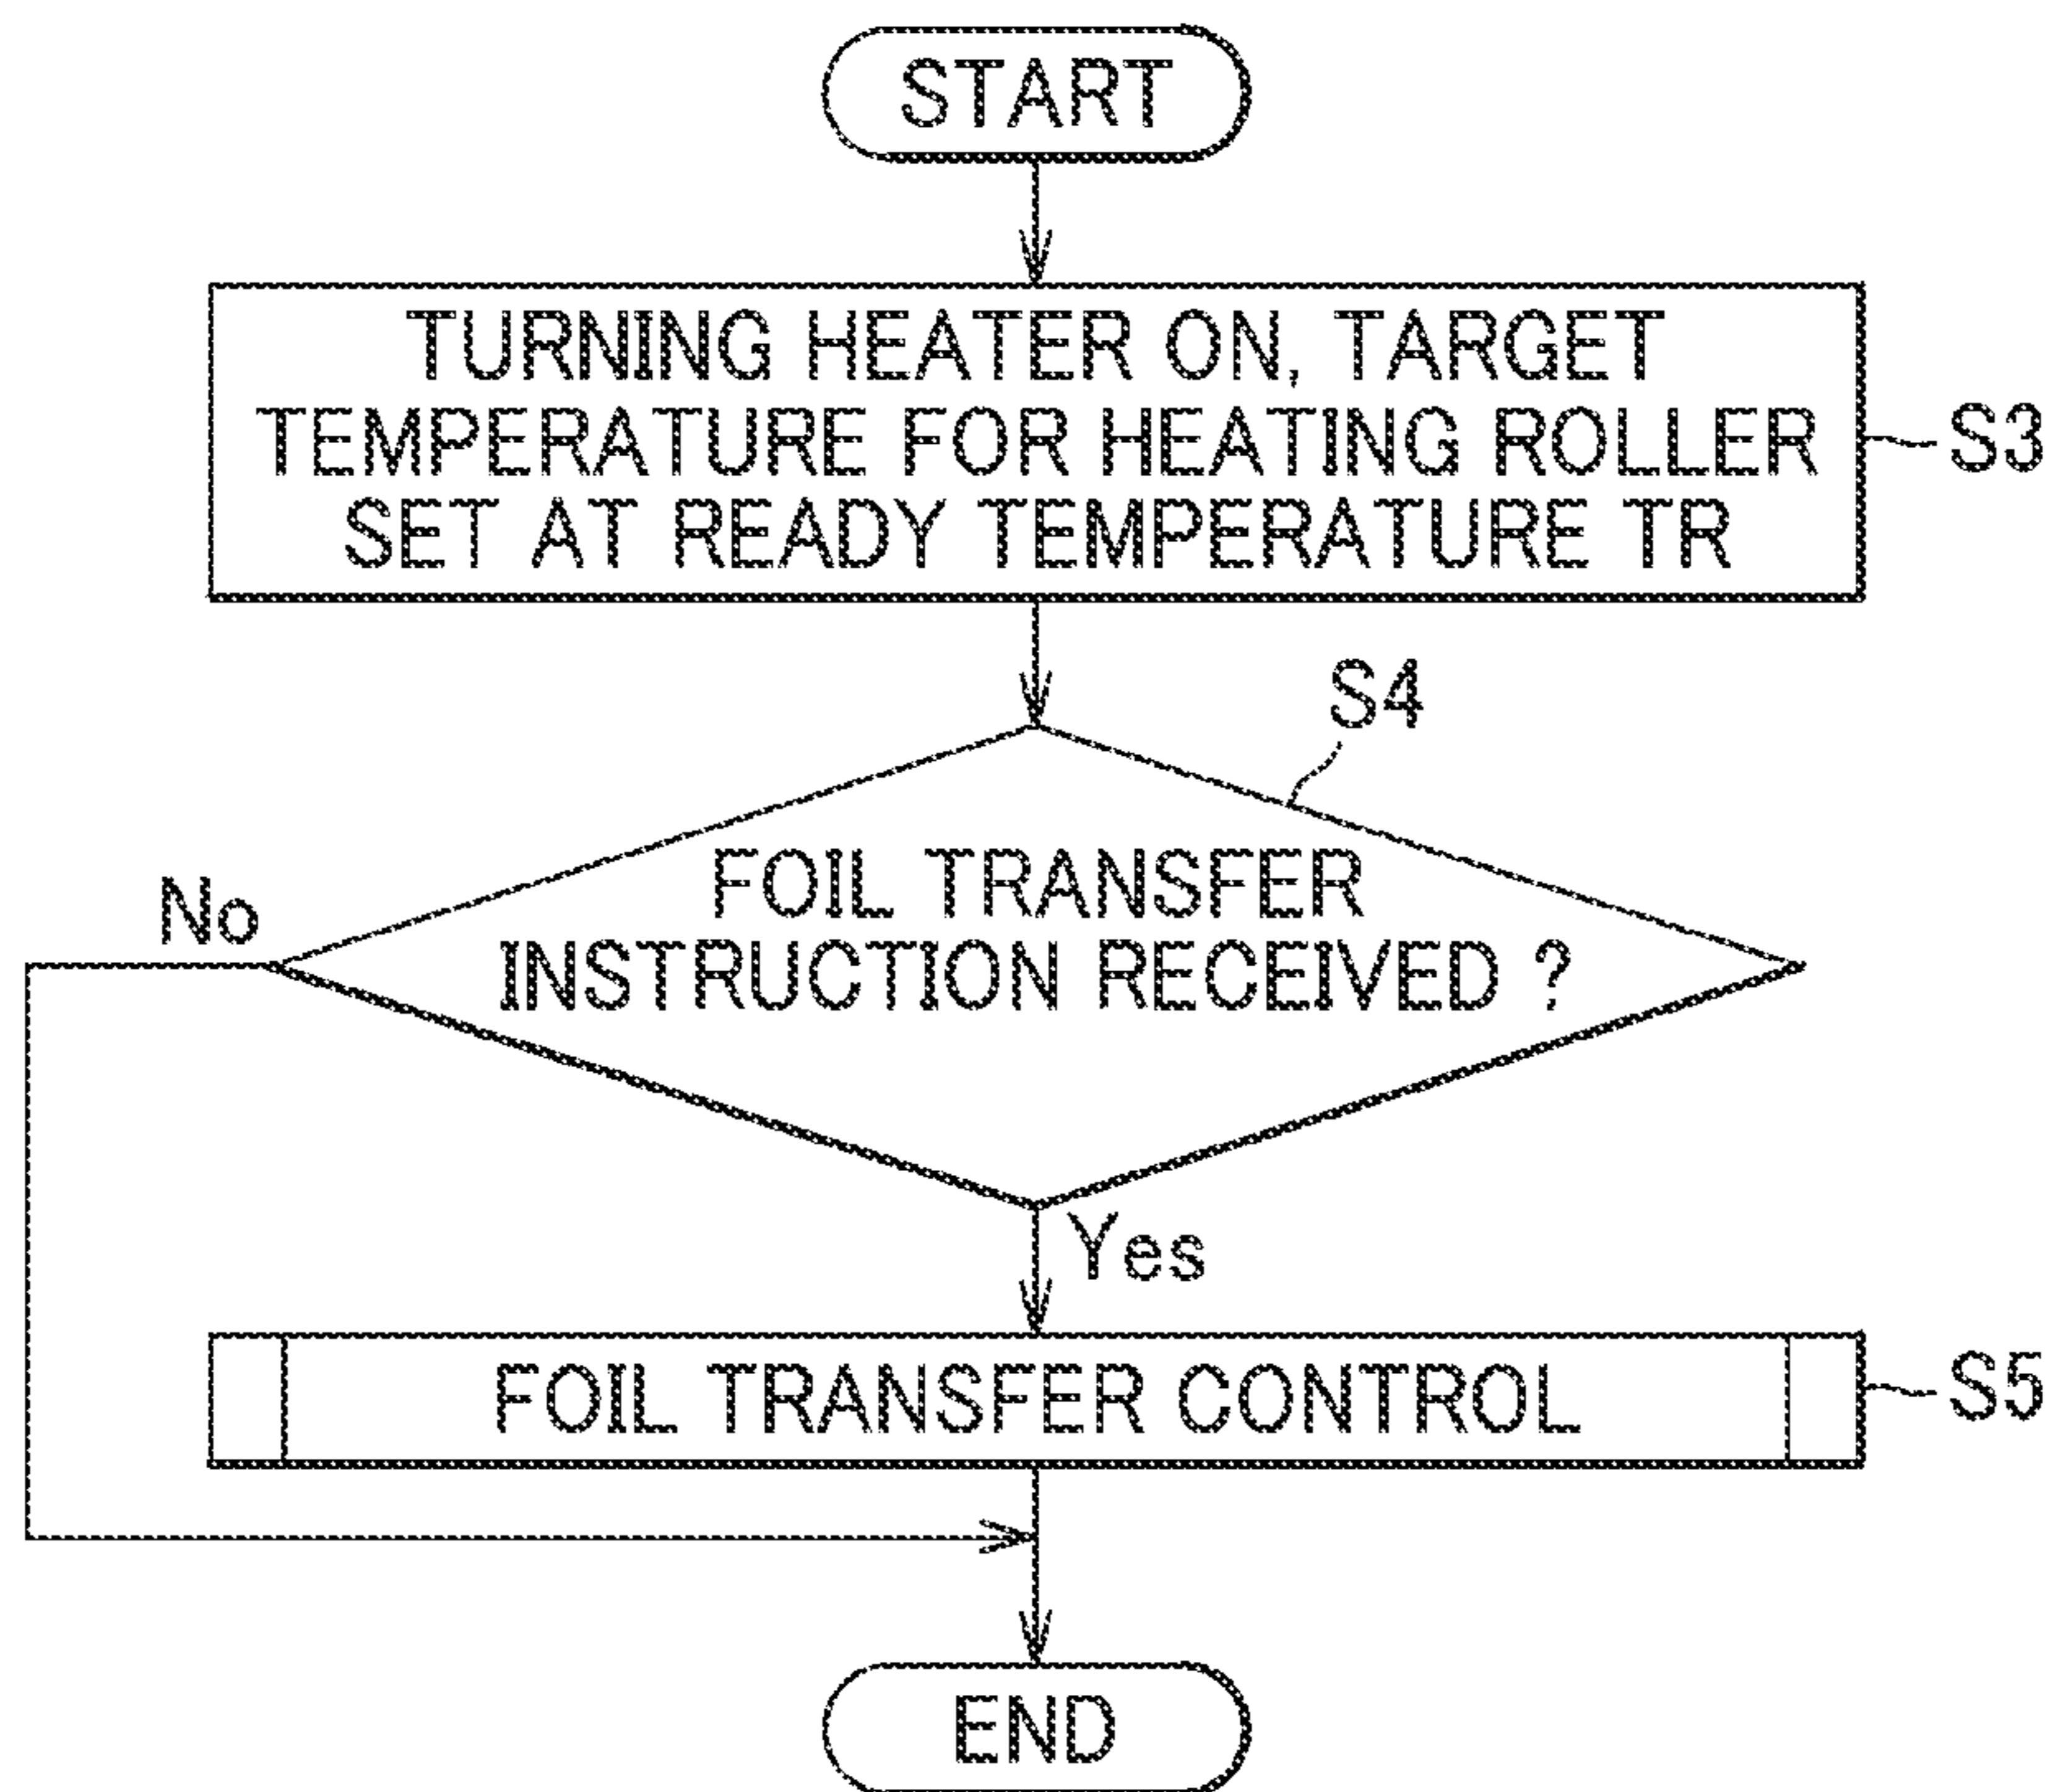 START
TURNING HEATER ON, TARGET
TEMPERATURE FOR HEATING ROLLER
SET AT READY TEMPERATURE TR
S3
S4
FOIL TRANSFER
INSTRUCTION RECEIVED ?
No
Yes
FOIL TRANSFER CONTROL
S5
END